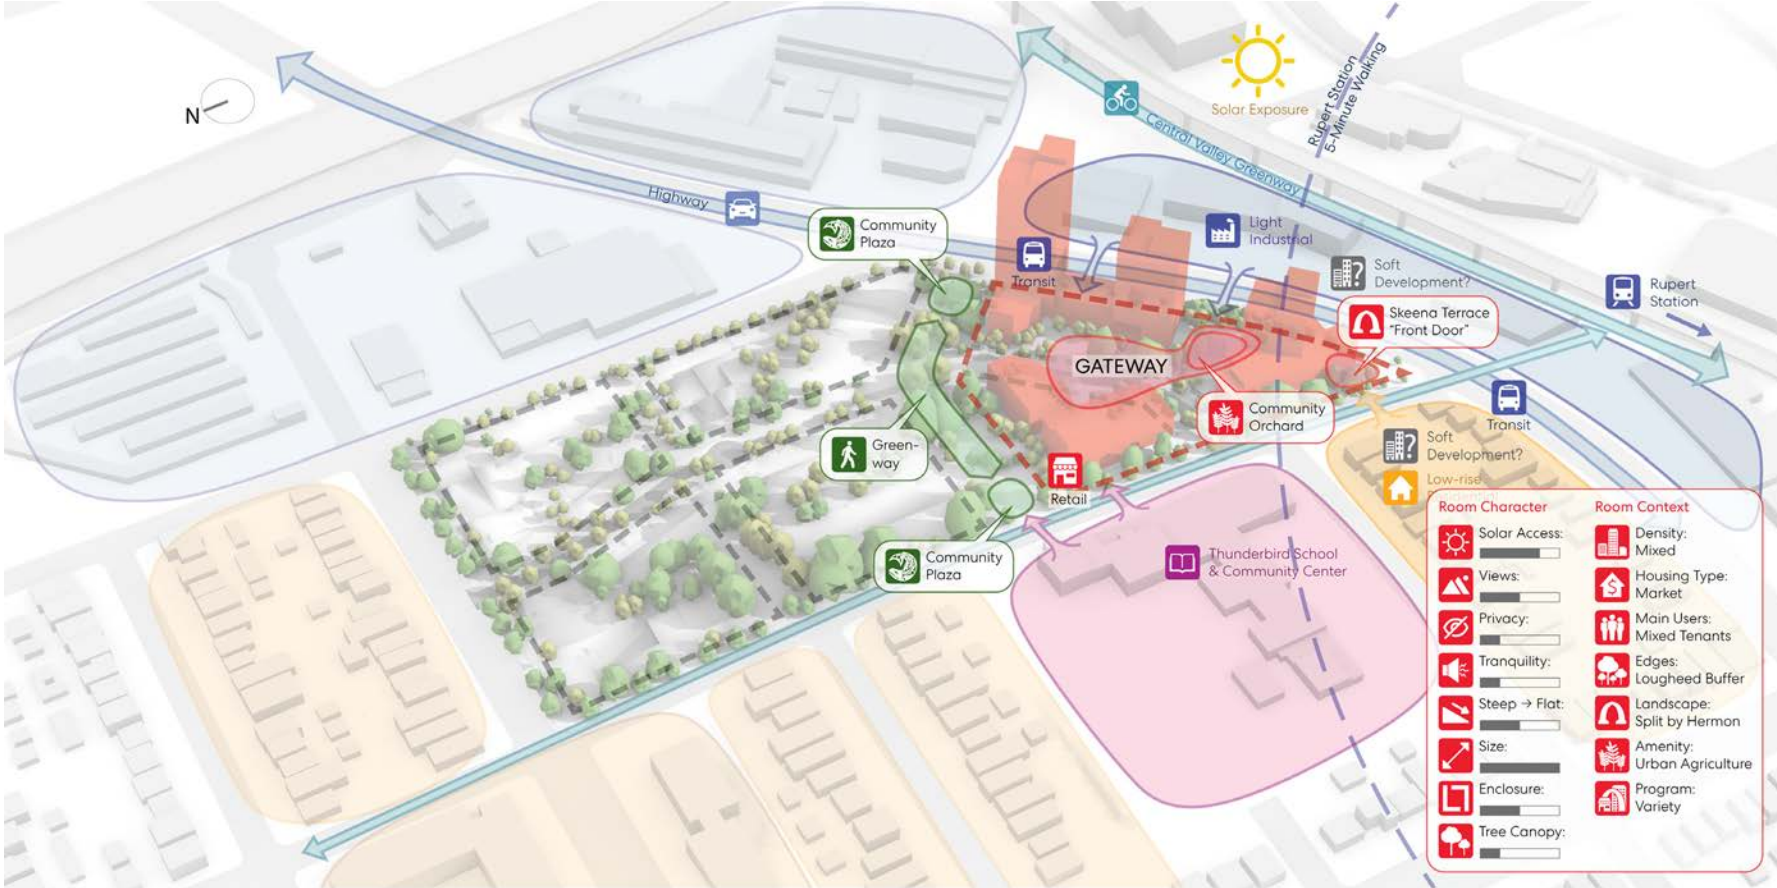 N
Highway
Central Valley Greenway
Solar Exposure
Rupert Station
5-Minute Walking
Community
Plaza
Transit
Light
Industrial
Soft
Development?
Rupert
Station
Skeena Terrace
"Front Door"
GATEWAY
Community
Orchard
Transit
Green-
way
Soft
Development?
Low-rise
Retail
Community
Plaza
Thunderbird School
& Community Center
Room Character
Solar Access:
Views:
Privacy:
Tranquility:
Steep → Flat:
Size:
Enclosure:
Tree Canopy:
Room Context
Density:
Mixed
Housing Type:
Market
Main Users:
Mixed Tenants
Edges:
Lougheed Buffer
Landscape:
Split by Hermon
Amenity:
Urban Agriculture
Program:
Variety